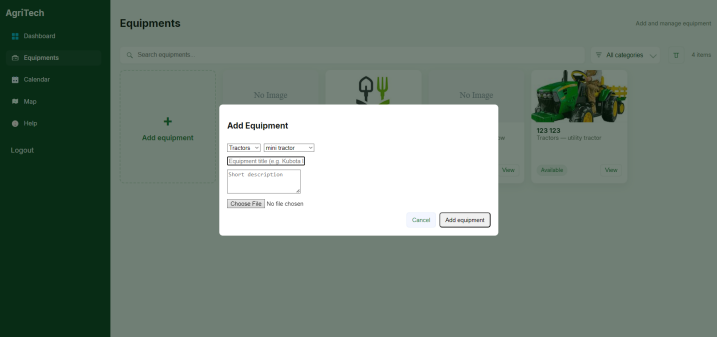 AgriTech
Dashboard
Equipments
Calendar
Map
Help
Logout
Equipments
Add and manage equipment
Search equipments...
All categories
4 items
+
Add equipment
No Image
No Image
View
123 123
Tractors — utility tractor
Available
View
Add Equipment
Tractors
mini tractor
Equipment title (e.g. Kubota
Short description
Choose File No file chosen
Cancel
Add equipment